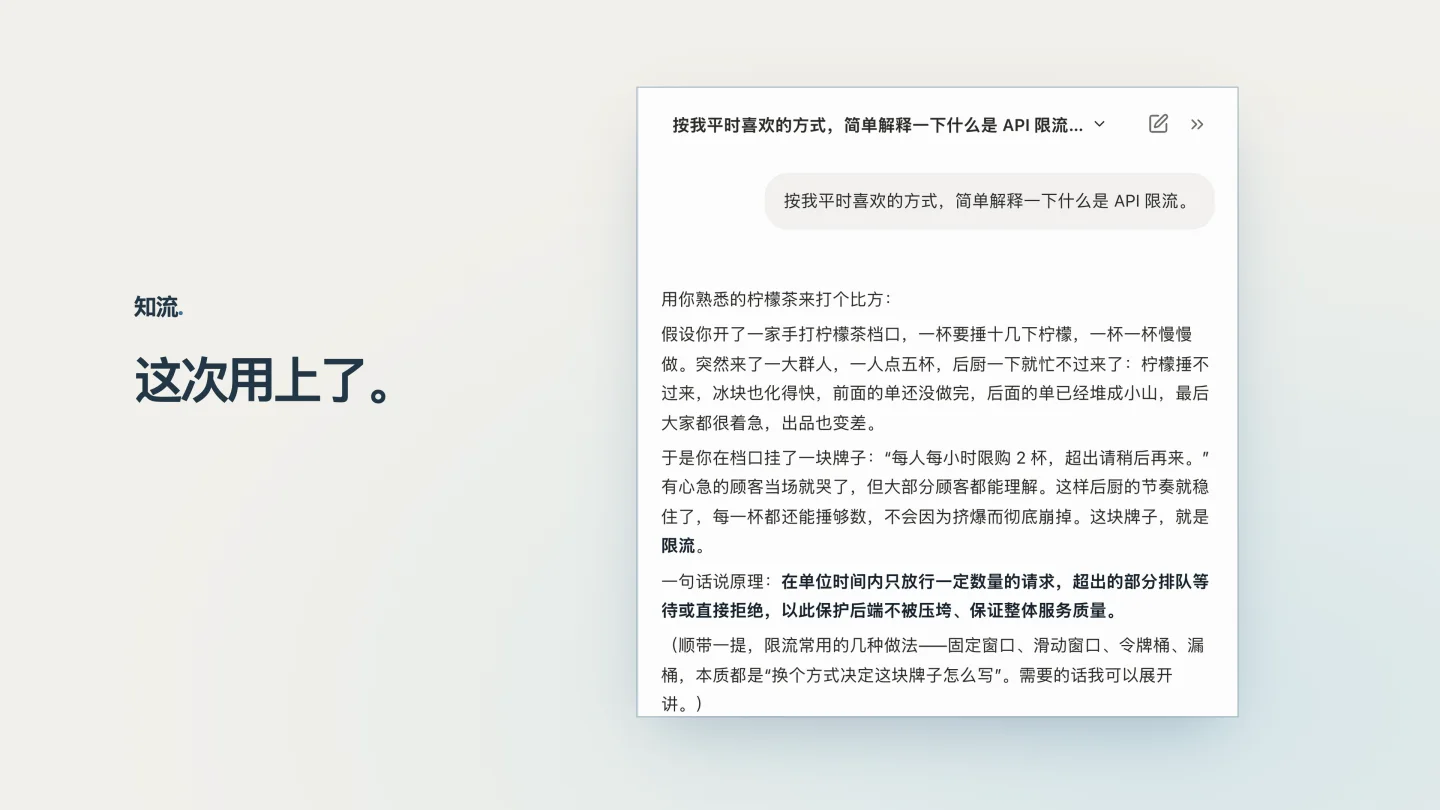 知流.
这次用上了。
按我平时喜欢的方式，简单解释一下什么是 API 限流...
按我平时喜欢的方式，简单解释一下什么是 API 限流。
用你熟悉的柠檬茶来打个比方：
假设你开了一家手打柠檬茶档口，一杯要捶十几下柠檬，一杯一杯慢慢
做。突然来了一大群人，一人点五杯，后厨一下就忙不过来了：柠檬捶不
过来，冰块也化得快，前面的单还没做完，后面的单已经堆成小山，最后
大家都很着急，出品也变差。
于是你在档口挂了一块牌子：“每人每小时限购 2 杯，超出请稍后再来。”
有心急的顾客当场就哭了，但大部分顾客都能理解。这样后厨的节奏就稳
住了，每一杯都还能捶够数，不会因为挤爆而彻底崩掉。这块牌子，就是
限流。
一句话说原理：在单位时间内只放行一定数量的请求，超出的部分排队等
待或直接拒绝，以此保护后端不被压垮、保证整体服务质量。
（顺带一提，限流常用的几种做法——固定窗口、滑动窗口、令牌桶、漏
桶，本质都是“换个方式决定这块牌子怎么写”。需要的话我可以展开
讲。）